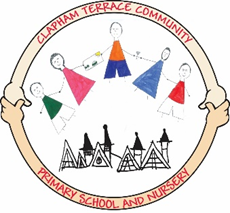 CLAPHAM TERRACE COMMUNITY
PRIMARY SCHOOL AND NURSERY